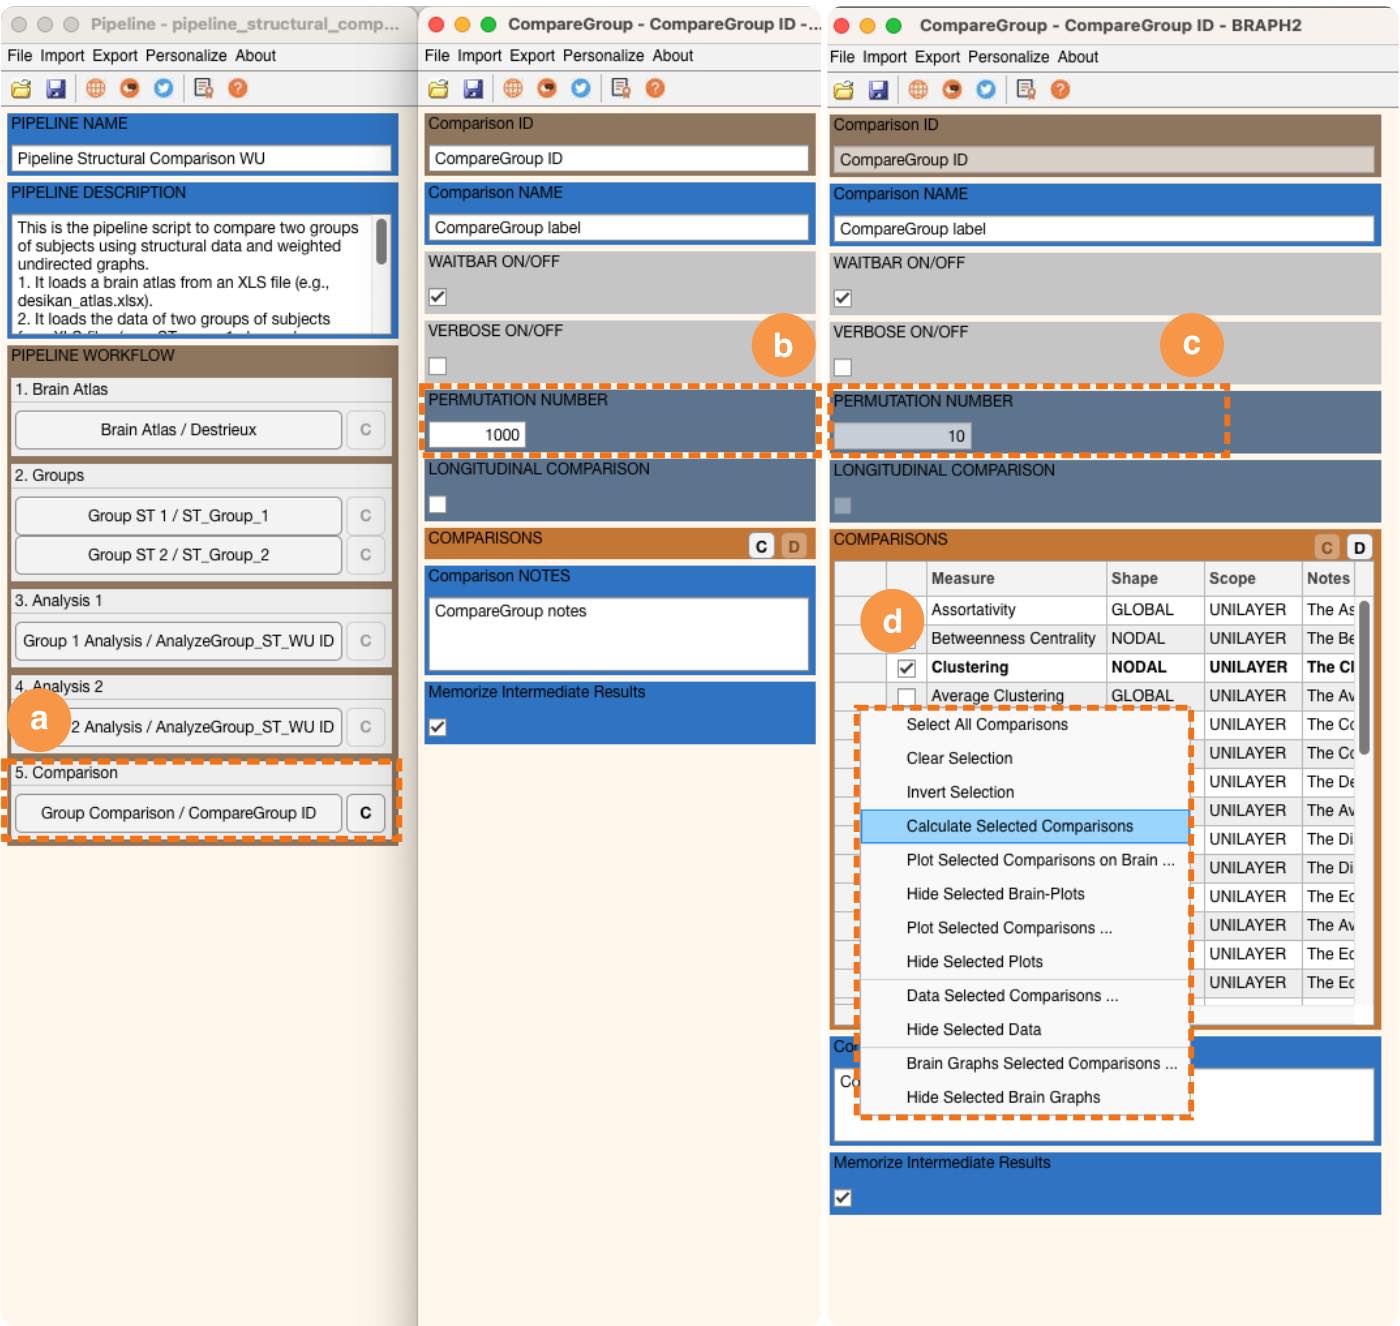 Pipeline - pipeline_structural_comp...
File Import Export Personalize About
PIPELINE NAME
Pipeline Structural Comparison WU
PIPELINE DESCRIPTION
This is the pipeline script to compare two groups
of subjects using structural data and weighted
undirected graphs.
1. It loads a brain atlas from an XLS file (e.g.,
desikan_atlas.xlsx).
2. It loads the data of two groups of subjects
PIPELINE WORKFLOW
1. Brain Atlas
Brain Atlas / Destrieux C
2. Groups
Group ST 1 / ST_Group_1 C
Group ST 2 / ST_Group_2 C
3. Analysis 1
Group 1 Analysis / AnalyzeGroup_ST_WU ID C
4. Analysis 2
a
2 Analysis / AnalyzeGroup_ST_WU ID C
5. Comparison
Group Comparison / CompareGroup ID C
CompareGroup - CompareGroup ID -...
File Import Export Personalize About
Comparison ID
CompareGroup ID
Comparison NAME
CompareGroup label
WAITBAR ON/OFF
VERBOSE ON/OFF
b
PERMUTATION NUMBER
1000
LONGITUDINAL COMPARISON
COMPARISONS C D
Comparison NOTES
CompareGroup notes
Memorize Intermediate Results
CompareGroup - CompareGroup ID - BRAPH2
File Import Export Personalize About
Comparison ID
CompareGroup ID
Comparison NAME
CompareGroup label
WAITBAR ON/OFF
VERBOSE ON/OFF
c
PERMUTATION NUMBER
10
LONGITUDINAL COMPARISON
COMPARISONS C D
Measure Shape Scope Notes
Assortativity GLOBAL UNILAYER The As
d
Betweenness Centrality NODAL UNILAYER The Be
Clustering NODAL UNILAYER The Cl
Average Clustering GLOBAL UNILAYER The Av
UNILAYER The Co
UNILAYER The Co
UNILAYER The De
UNILAYER The Av
UNILAYER The Di
UNILAYER The Di
UNILAYER The Ec
UNILAYER The Av
UNILAYER The Ec
UNILAYER The Ec
Select All Comparisons
Clear Selection
Invert Selection
Calculate Selected Comparisons
Plot Selected Comparisons on Brain ...
Hide Selected Brain-Plots
Plot Selected Comparisons ...
Hide Selected Plots
Data Selected Comparisons ...
Hide Selected Data
Brain Graphs Selected Comparisons ...
Hide Selected Brain Graphs
Co
Co
Memorize Intermediate Results